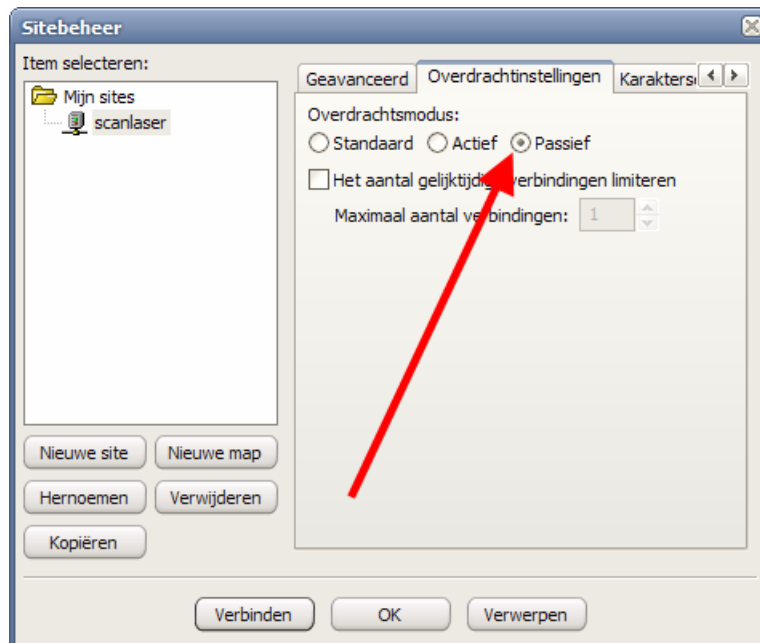 Sitebeheer
Item selecteren:
Mijn sites
scanlaser
Nieuwe site
Nieuwe map
Hernoemen
Verwijderen
Kopiëren
Geavanceerd
Overdrachtinstellingen
Overdrachtsmodus:
Standaard
Actief
Passief
Het aantal verbindingen limiteren
Maximaal aantal verbindingen:
1
Verbinden
OK
Verwerpen